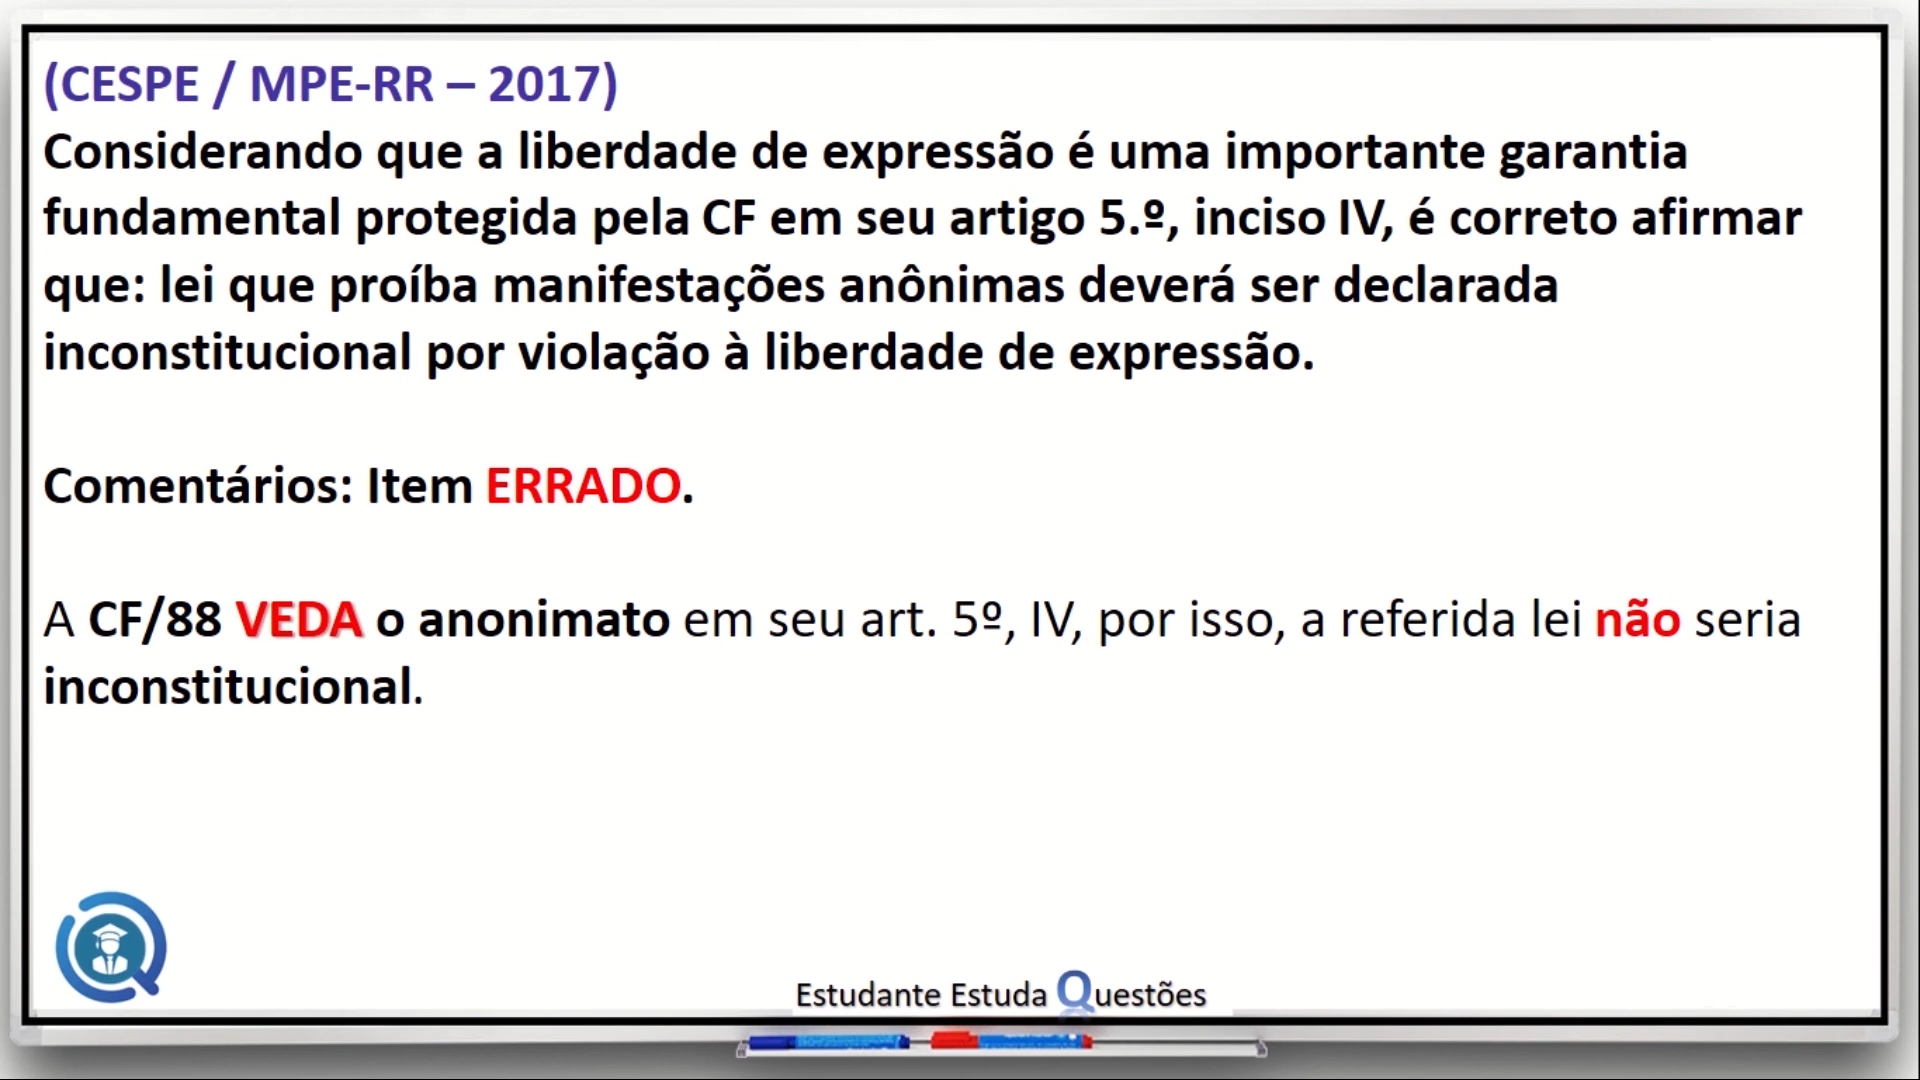 (CESPE / MPE-RR – 2017)
Considerando que a liberdade de expressão é uma importante garantia
fundamental protegida pela CF em seu artigo 5.º, inciso IV, é correto afirmar
que: lei que proíba manifestações anônimas deverá ser declarada
inconstitucional por violação à liberdade de expressão.
Comentários: Item ERRADO.
A CF/88 VEDA o anonimato em seu art. 5º, IV, por isso, a referida lei não seria
inconstitucional.
Estudante Estuda Questões